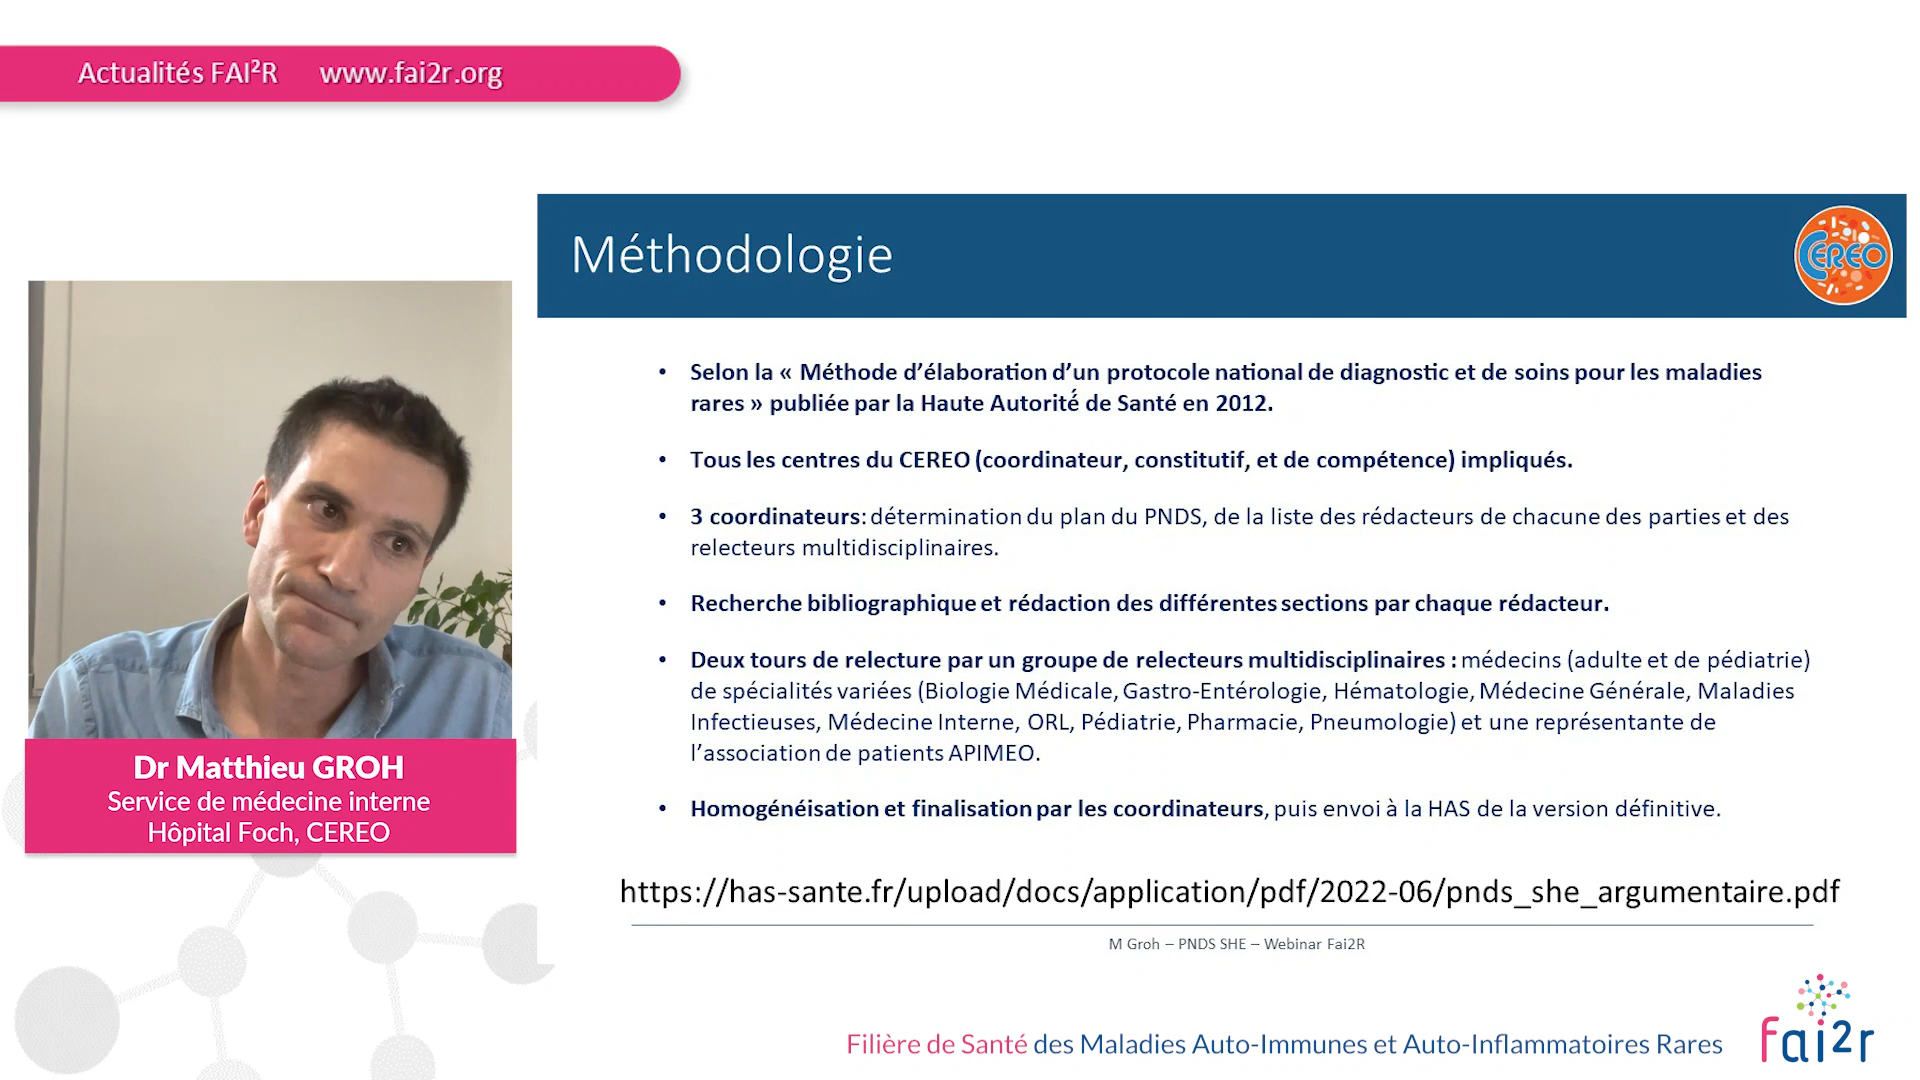 Actualités FAI²R www.fai2r.org
Méthodologie
CEREO
• Selon la « Méthode d’élaboration d’un protocole national de diagnostic et de soins pour les maladies
rares » publiée par la Haute Autorité de Santé en 2012.
• Tous les centres du CEREO (coordinateur, constitutif, et de compétence) impliqués.
• 3 coordinateurs: détermination du plan du PNDS, de la liste des rédacteurs de chacune des parties et des
relecteurs multidisciplinaires.
• Recherche bibliographique et rédaction des différentes sections par chaque rédacteur.
• Deux tours de relecture par un groupe de relecteurs multidisciplinaires : médecins (adulte et de pédiatrie)
de spécialités variées (Biologie Médicale, Gastro-Entérologie, Hématologie, Médecine Générale, Maladies
Infectieuses, Médecine Interne, ORL, Pédiatrie, Pharmacie, Pneumologie) et une représentante de
l’association de patients APIMEO.
• Homogénéisation et finalisation par les coordinateurs, puis envoi à la HAS de la version définitive.
https://has-sante.fr/upload/docs/application/pdf/2022-06/pnds_she_argumentaire.pdf
M Groh – PNDS SHE – Webinar Fai2R
Dr Matthieu GROH
Service de médecine interne
Hôpital Foch, CEREO
Filière de Santé des Maladies Auto-Immunes et Auto-Inflammatoires Rares
fai2r